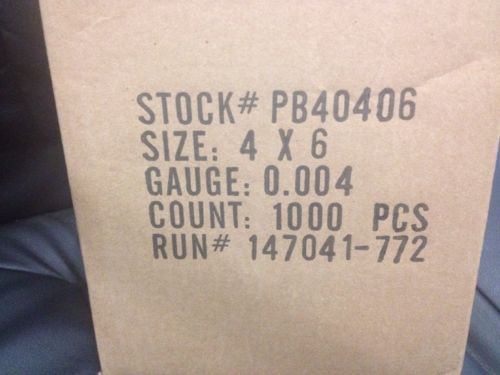 STOCK# PB40406
SIZE: 4 X 6
GAUGE: 0.004
COUNT: 1000 PCS
RUN# 147041-772